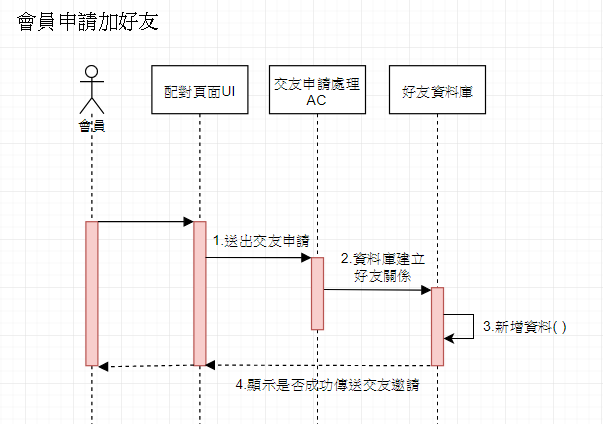 會員申請加好友
配對頁面UI
交友申請處理
AC
好友資料庫
會員
1.送出交友申請
2.資料庫建立
好友關係
3.新增資料( )
4.顯示是否成功傳送交友邀請